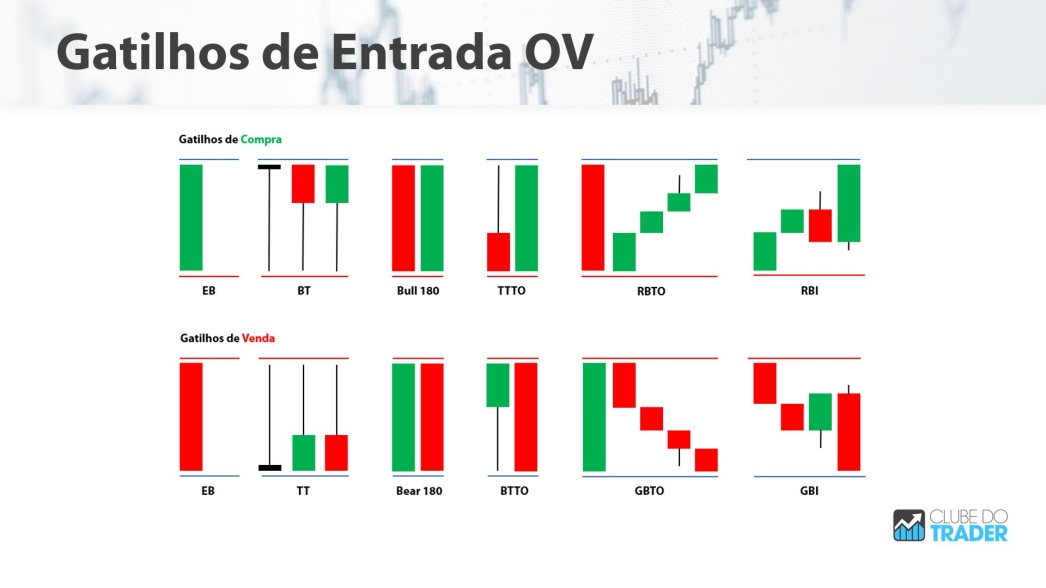 Gatilhos de Entrada OV
Gatilhos de Compra
EB BT Bull 180 TTTO RBTO RBI
Gatilhos de Venda
EB TT Bear 180 BTTO GBTO GBI
CLUBE DO
TRADER